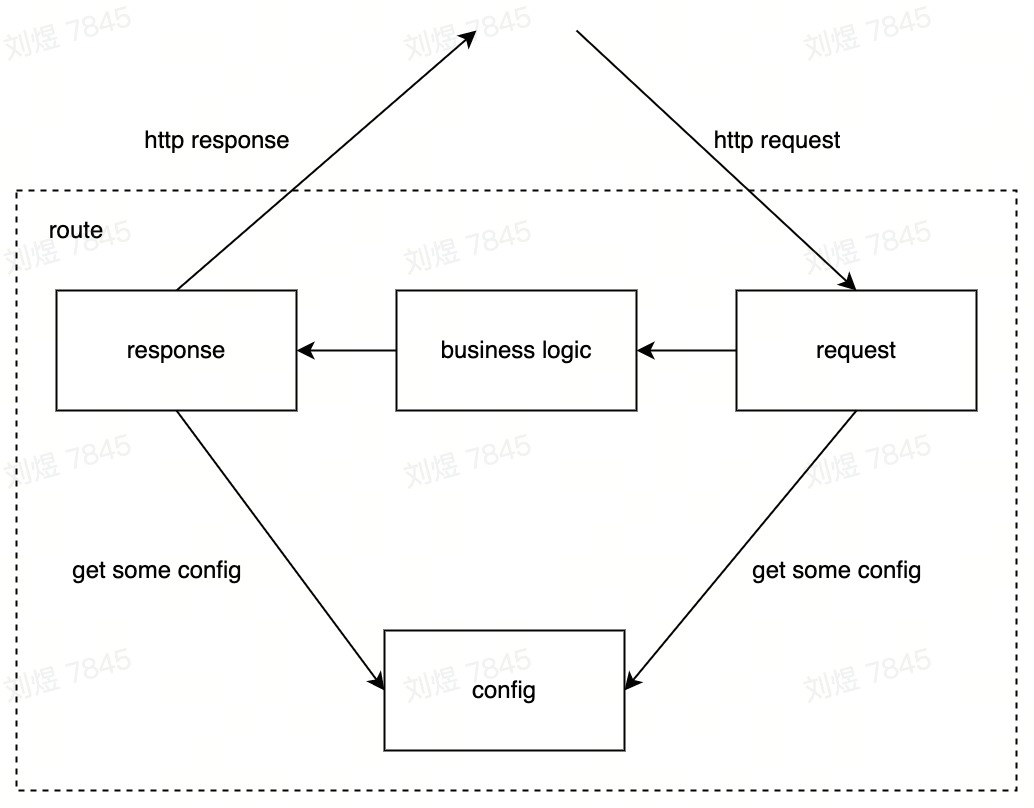 刘煜 7845
刘煜 7845
刘煜 7845
http response
http request
route
刘煜 7845
刘煜 7845
刘煜 7845
response
business logic
request
刘煜 7845
刘煜 7845
刘煜 7845
get some config
get some config
刘煜 7845
刘煜 7845
刘煜 7845
config